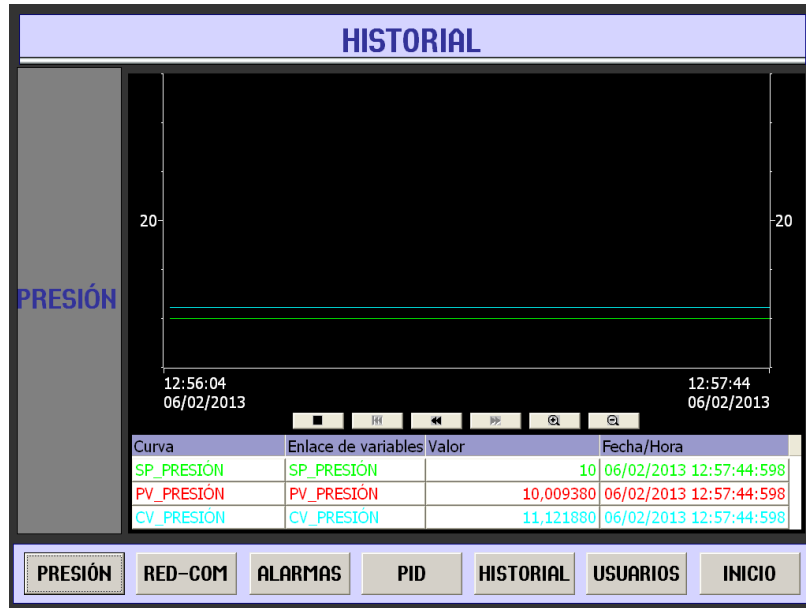 HISTORIAL
PRESIÓN
20
20
12:56:04
06/02/2013
12:57:44
06/02/2013
Curva Enlace de variables Valor Fecha/Hora
SP_PRESIÓN SP_PRESIÓN 10 06/02/2013 12:57:44:598
PV_PRESIÓN PV_PRESIÓN 10,009380 06/02/2013 12:57:44:598
CV_PRESIÓN CV_PRESIÓN 11,121880 06/02/2013 12:57:44:598
PRESIÓN RED-COM ALARMAS PID HISTORIAL USUARIOS INICIO